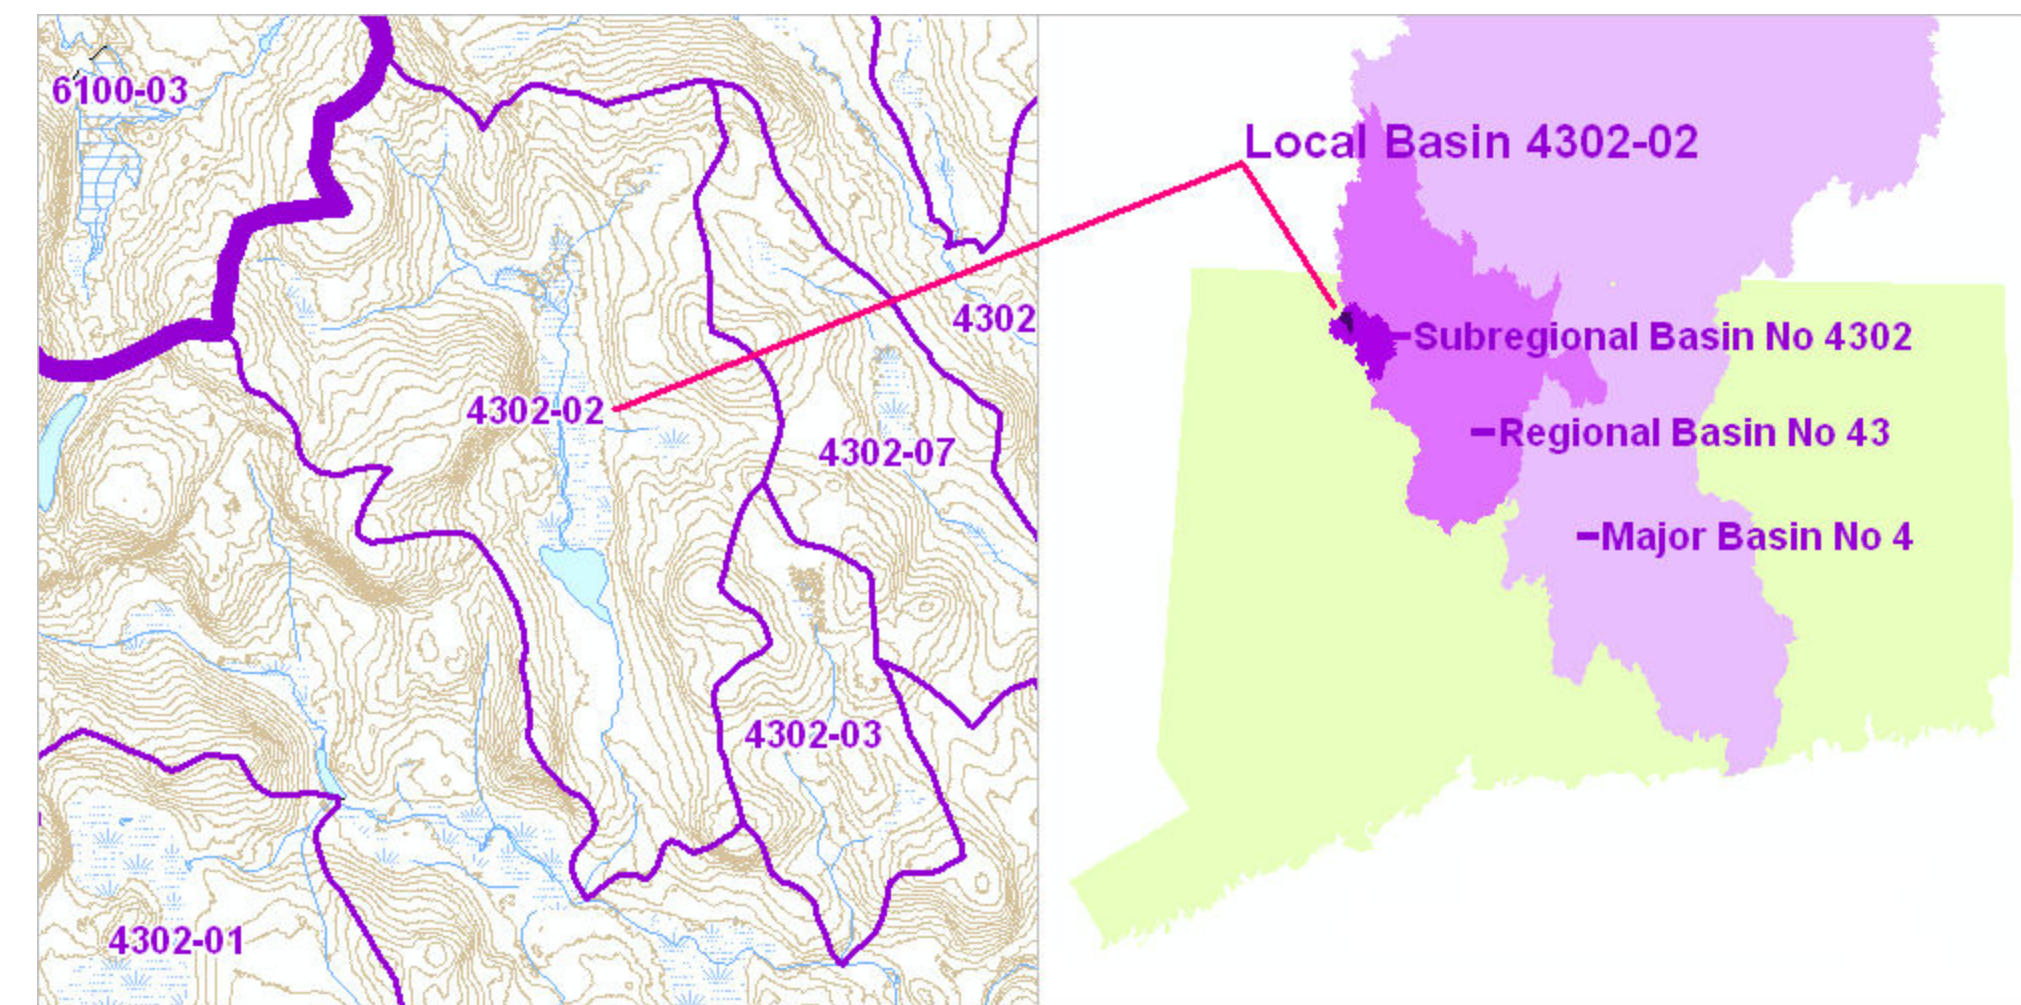 6100-03
4302-02
4302
4302-07
4302-03
4302-01
Local Basin 4302-02
Subregional Basin No 4302
Regional Basin No 43
Major Basin No 4